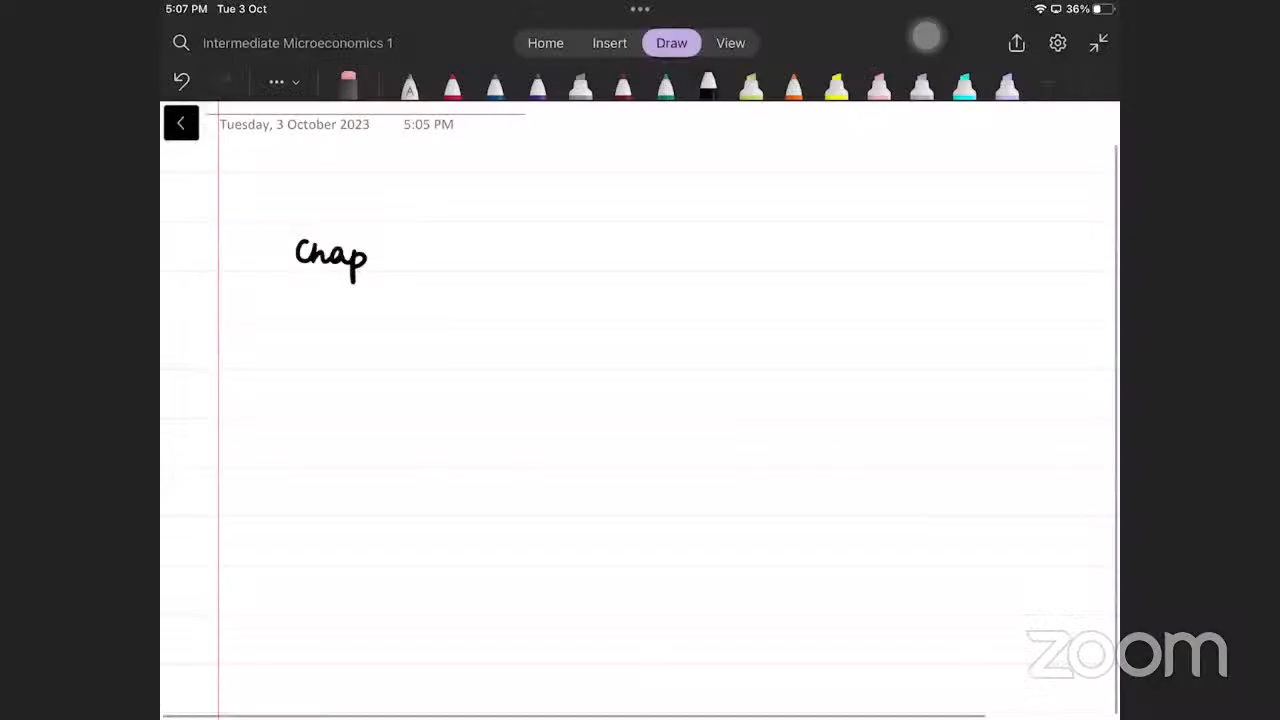 5:07 PM Tue 3 Oct 36%
Intermediate Microeconomics 1 Home Insert Draw View
A
Tuesday, 3 October 2023 5:05 PM
Chap
zoom